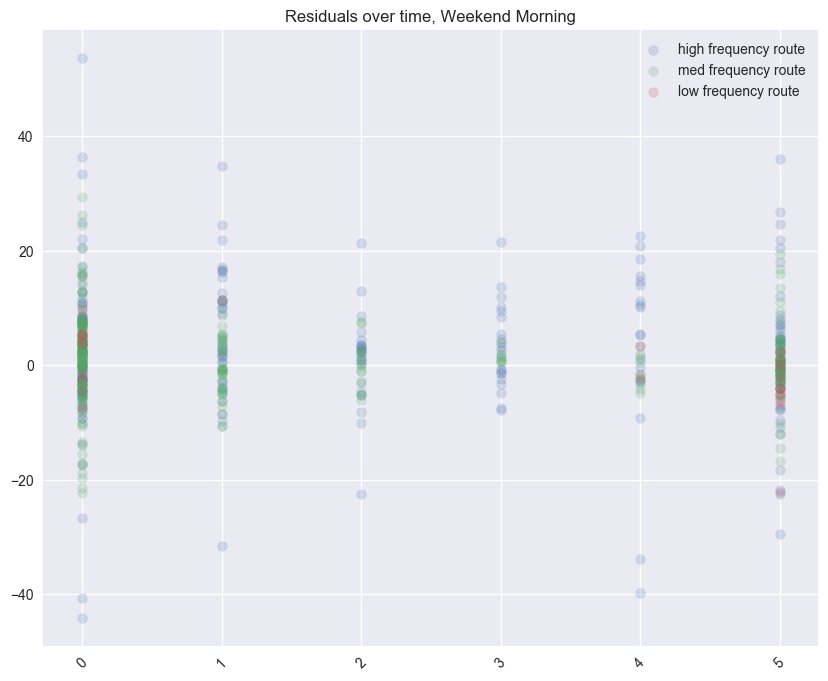 Residuals over time, Weekend Morning
high frequency route
med frequency route
low frequency route
40
20
0
−20
−40
0 1 2 3 4 5